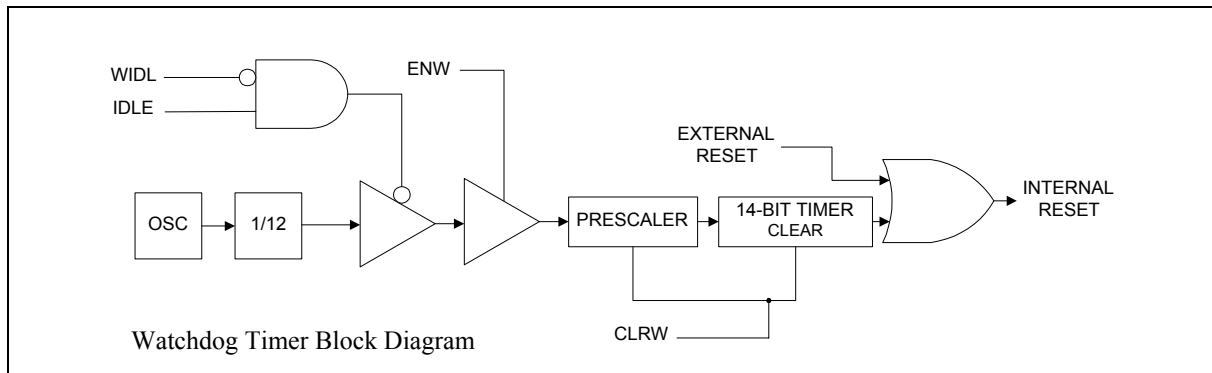 WIDL
IDLE
ENW
EXTERNAL
RESET
OSC
1/12
PRESCALER
14-BIT TIMER
CLEAR
INTERNAL
RESET
CLRW
Watchdog Timer Block Diagram